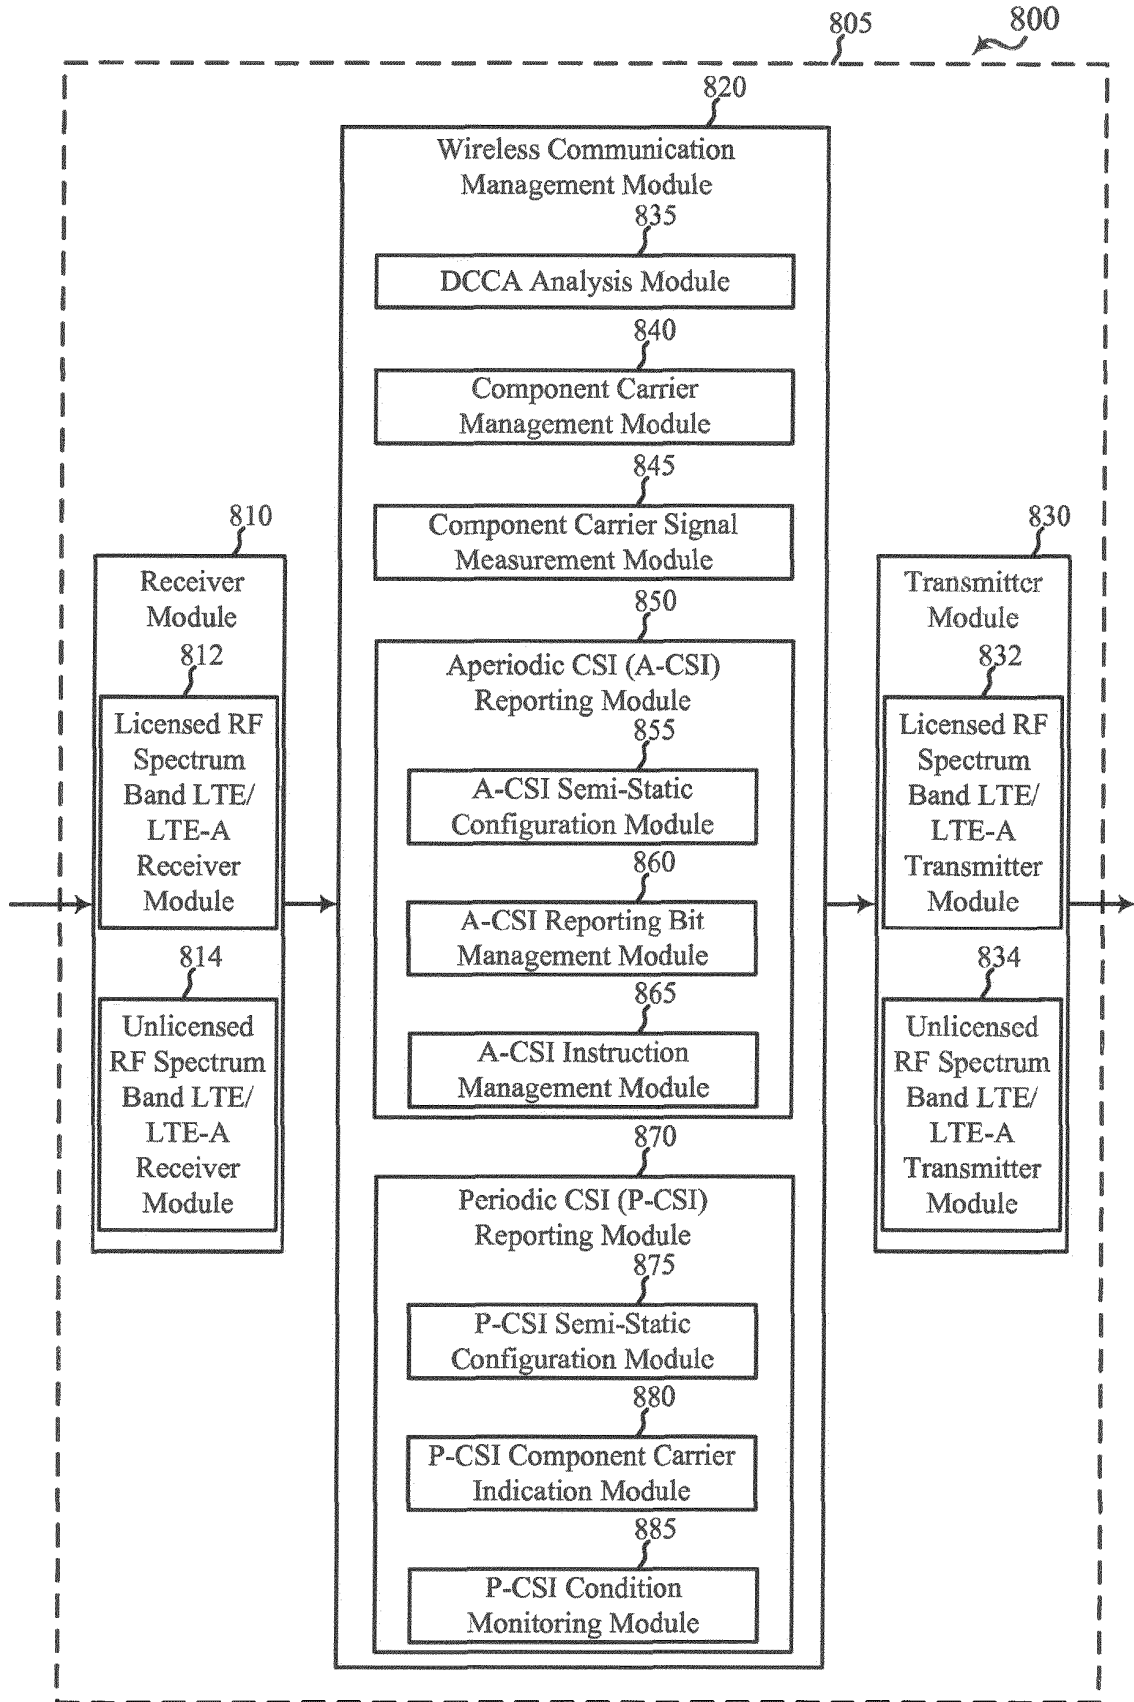 800
805
820
Wireless Communication
Management Module
835
DCCA Analysis Module
840
Component Carrier
Management Module
845
Component Carrier Signal
Measurement Module
850
Aperiodic CSI (A-CSI)
Reporting Module
855
A-CSI Semi-Static
Configuration Module
860
A-CSI Reporting Bit
Management Module
865
A-CSI Instruction
Management Module
870
Periodic CSI (P-CSI)
Reporting Module
875
P-CSI Semi-Static
Configuration Module
880
P-CSI Component Carrier
Indication Module
885
P-CSI Condition
Monitoring Module
810
Receiver
Module
812
Licensed RF
Spectrum
Band LTE/
LTE-A
Receiver
Module
814
Unlicensed
RF Spectrum
Band LTE/
LTE-A
Receiver
Module
830
Transmitter
Module
832
Licensed RF
Spectrum
Band LTE/
LTE-A
Transmitter
Module
834
Unlicensed
RF Spectrum
Band LTE/
LTE-A
Transmitter
Module